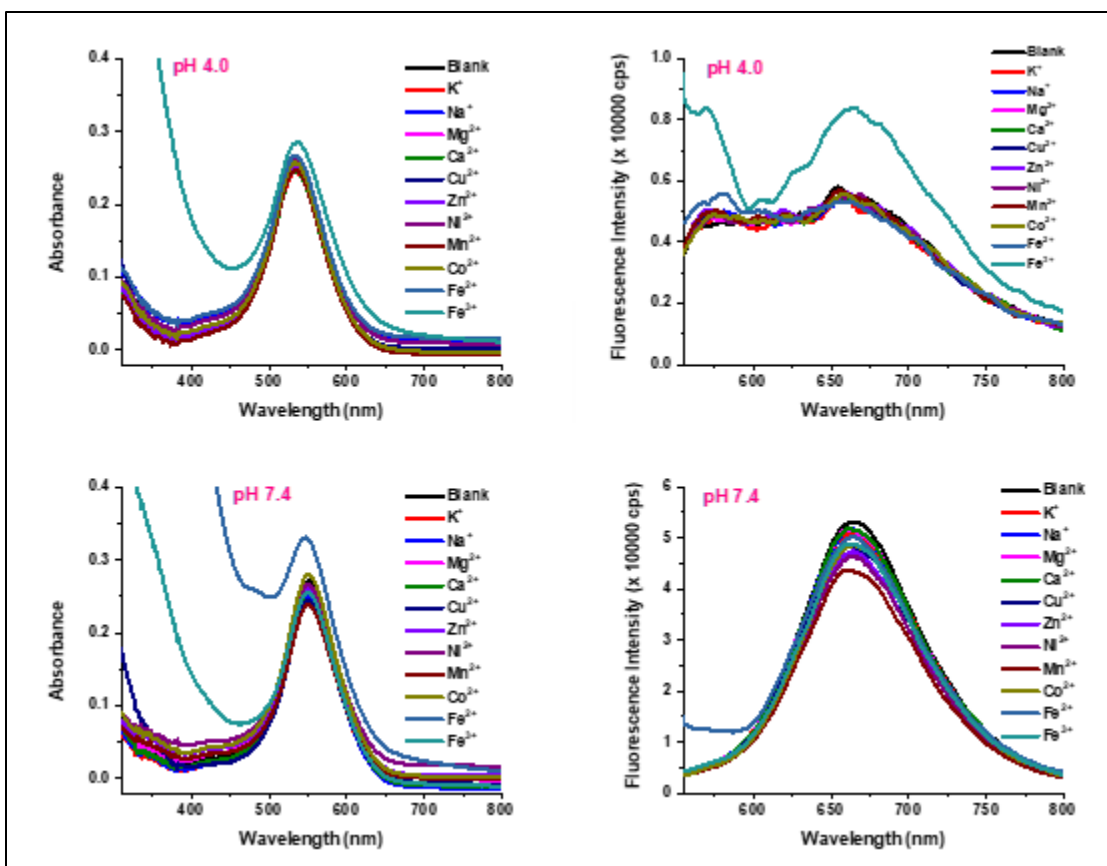 pH 4.0
0.4
0.3
0.2
0.1
0.0
Absorbance
400 500 600 700 800
Wavelength (nm)
Blank
K⁺
Na⁺
Mg²⁺
Ca²⁺
Cu²⁺
Zn²⁺
Ni²⁺
Mn²⁺
Co²⁺
Fe²⁺
Fe³⁺
pH 4.0
1.0
0.8
0.6
0.4
0.2
0.0
Fluorescence Intensity (x 10000 cps)
600 650 700 750 800
Wavelength (nm)
Blank
K⁺
Na⁺
Mg²⁺
Ca²⁺
Cu²⁺
Zn²⁺
Ni²⁺
Mn²⁺
Co²⁺
Fe²⁺
Fe³⁺
pH 7.4
0.4
0.3
0.2
0.1
0.0
Absorbance
400 500 600 700 800
Wavelength (nm)
Blank
K⁺
Na⁺
Mg²⁺
Ca²⁺
Cu²⁺
Zn²⁺
Ni²⁺
Mn²⁺
Co²⁺
Fe²⁺
Fe³⁺
pH 7.4
6
5
4
3
2
1
0
Fluorescence Intensity (x 10000 cps)
600 650 700 750 800
Wavelength (nm)
Blank
K⁺
Na⁺
Mg²⁺
Ca²⁺
Cu²⁺
Zn²⁺
Ni²⁺
Mn²⁺
Co²⁺
Fe²⁺
Fe³⁺